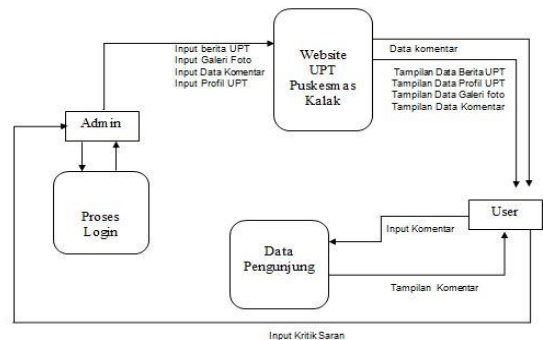 Input berita UPT
Input Galeri Foto
Input Data Komentar
Input Profil UPT
Website
UPT
Puskesmas
Kalak
Data komentar
Tampilan Data Berita UPT
Tampilan Data Profil UPT
Tampilan Data Galeri foto
Tampilan Data Komentar
Admin
Proses
Login
User
Input Komentar
Data
Pengunjung
Tampilan Komentar
Input Kritik Saran